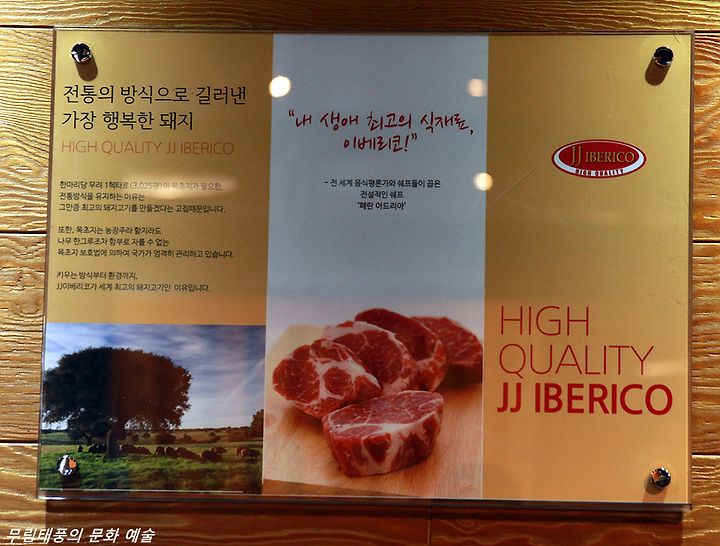 전통의 방식으로 길러낸
가장 행복한 돼지
HIGH QUALITY JJ IBERICO
한마리당 무려 1헥타르(3,025평)의 목초지가 필요한
전통방식을 유지하는 이유는
그만큼 최고의 돼지고기를 만들겠다는 고집때문입니다.
또한, 목초지는 농장주라 할지라도
나무 한그루조차 함부로 자를 수 없는
목초지 보호법에 의하여 국가가 엄격히 관리하고 있습니다.
키우는 방식부터 환경까지,
JJ이베리코가 세계 최고의 돼지고기인 이유입니다.
"내 생애 최고의 식재료,
이베리코!"
- 전 세계 음식평론가와 쉐프들이 꼽은
전설적인 쉐프
'페란 아드리아'
JJ IBERICO
HIGH QUALITY
HIGH
QUALITY
JJ IBERICO
무림태풍의 문화 예술